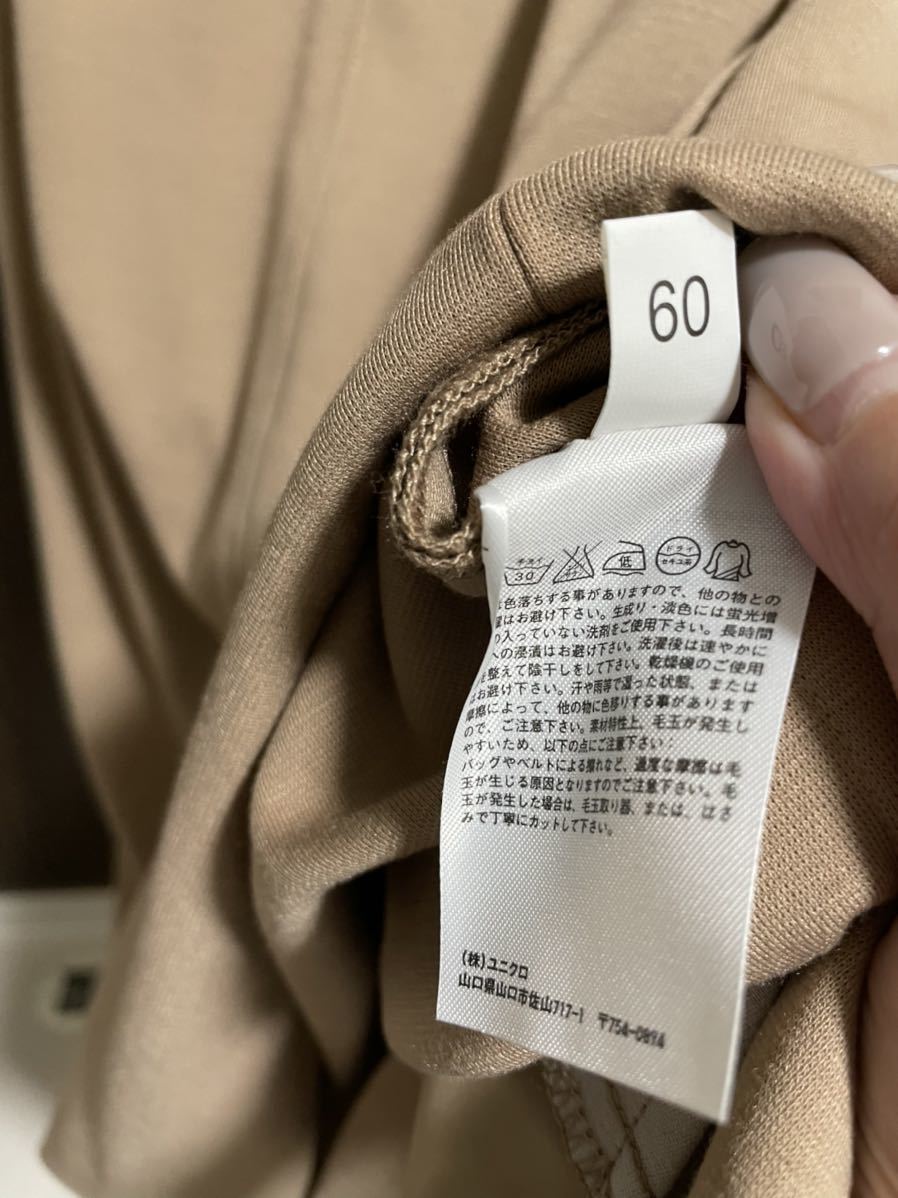 60
チヨイ
30
低
ドライ
セキユ系
色落ちする事がありますので、他の物との
はお避け下さい。生成り・淡色には蛍光増
入っていない洗剤をご使用下さい。長時間
への浸漬はお避け下さい。洗濯後は速やかに
を整えて陰干しをして下さい。乾燥機のご使用
はお避け下さい。汗や雨等で湿った状態、または
摩擦によって、他の物に色移りする事があります
ので、ご注意下さい。素材特性上、毛玉が発生し
やすいため、以下の点にご注意下さい:
バッグやベルトによる擦れなど、過度な摩擦は毛
玉が生じる原因となりますのでご注意下さい。毛
玉が発生した場合は、毛玉取り器、または、はさ
みで丁寧にカットして下さい。
(株)ユニクロ
山口県山口市佐山717-1 〒754-0894